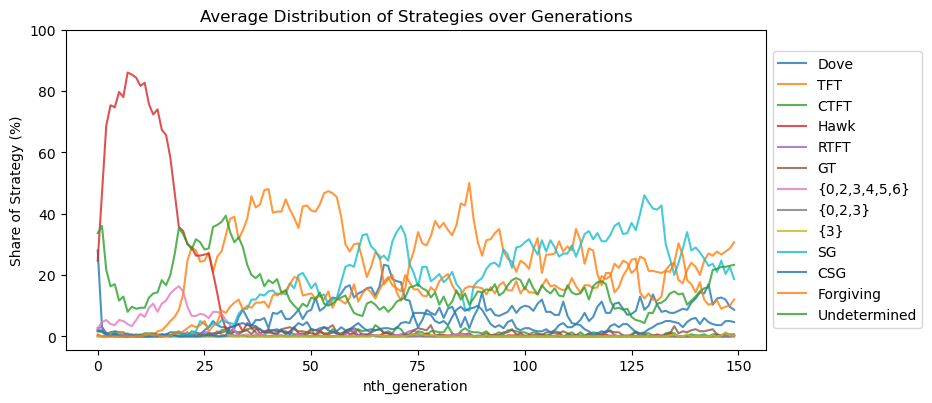 Average Distribution of Strategies over Generations
Share of Strategy (%)
100
80
60
40
20
0
0 25 50 75 100 125 150
nth_generation
Dove
TFT
CTFT
Hawk
RTFT
GT
{0,2,3,4,5,6}
{0,2,3}
{3}
SG
CSG
Forgiving
Undetermined